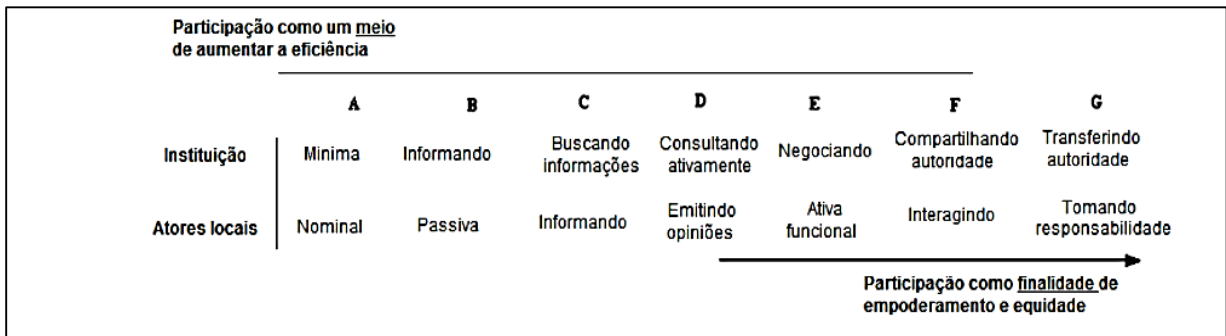 Participação como um meio
de aumentar a eficiência
A B C D E F G
Instituição Minima Informando Buscando informações Consultando ativamente Negociando Compartilhando autoridade Transferindo autoridade
Atores locais Nominal Passiva Informando Emitindo opiniões Ativa funcional Interagindo Tomando responsabilidade
Participação como finalidade de
empoderamento e equidade